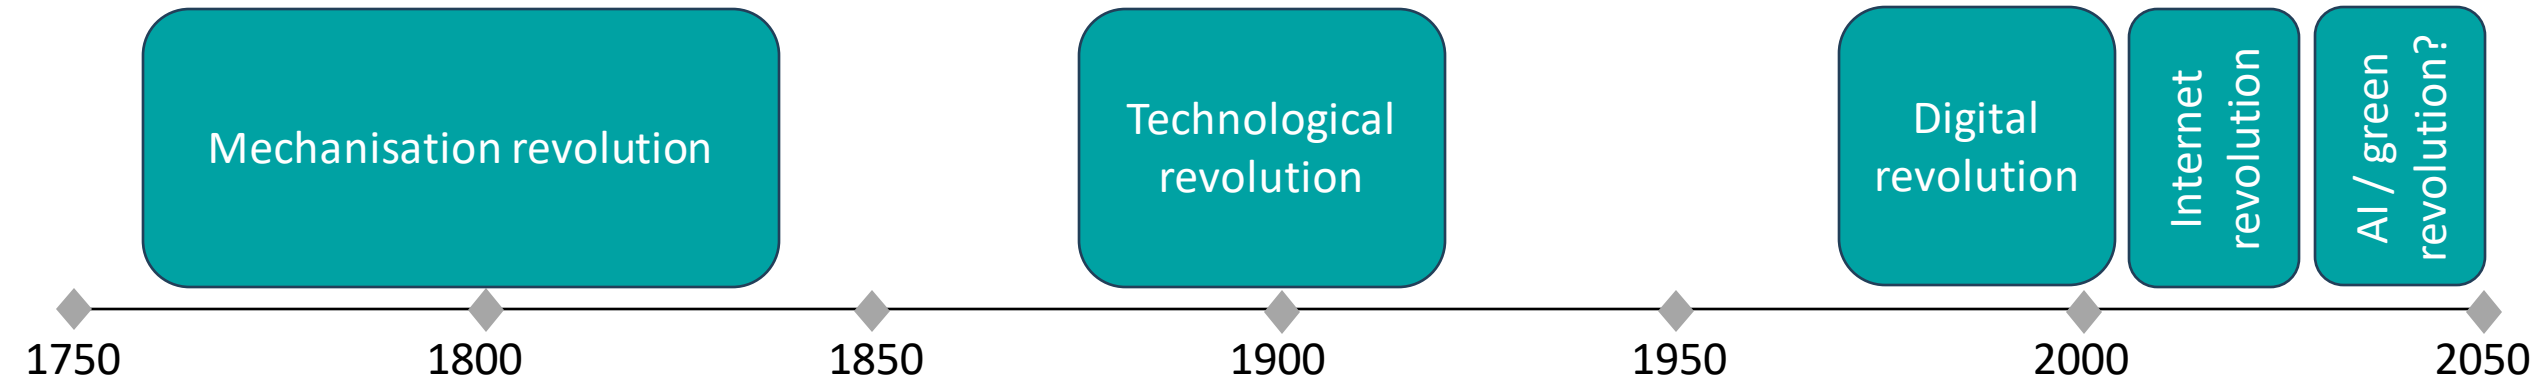 Mechanisation revolution
Technological
revolution
Digital
revolution
Internet
revolution
AI / green
revolution?
1750
1800
1850
1900
1950
2000
2050